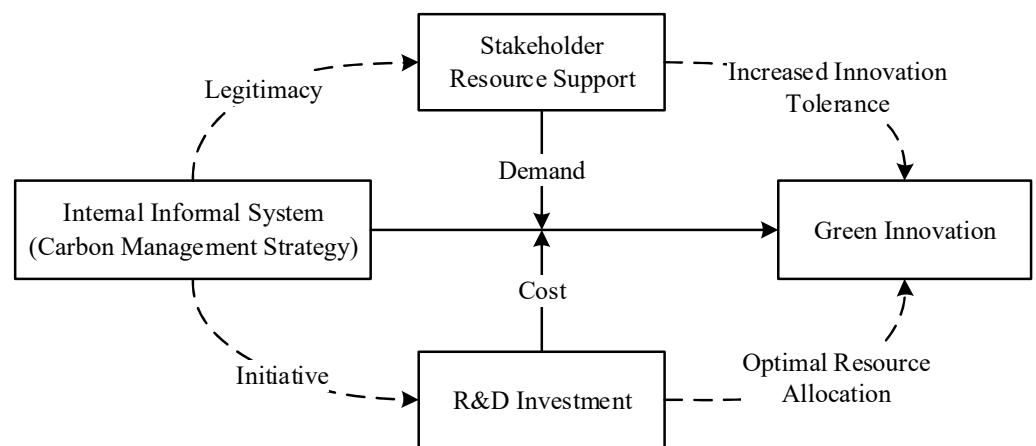 Stakeholder
Resource Support
Legitimacy
Increased Innovation
Tolerance
Demand
Internal Informal System
(Carbon Management Strategy)
Green Innovation
Cost
Initiative
R&D Investment
Optimal Resource
Allocation